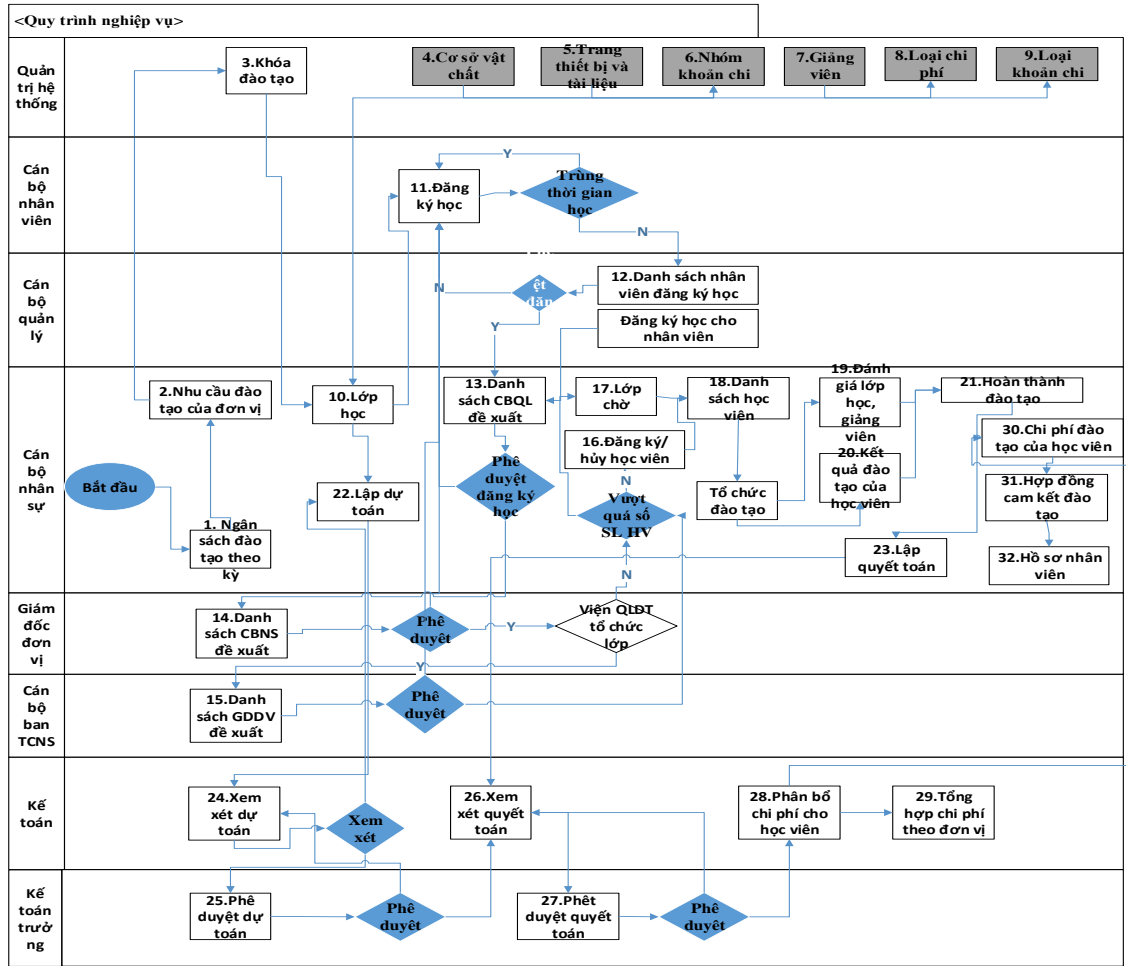 <Quy trình nghiệp vụ>
Quản
trị hệ
thống
3.Khóa
đào tạo
4.Cơ sở vật
chất
5.Trang
thiết bị và
tài liệu
6.Nhóm
khoản chi
7.Giảng
viên
8.Loại chi
phí
9.Loại
khoản chi
Cán
bộ
nhân
viên
11.Đăng
ký học
Y
Trùng
thời gian
học
N
Cán
bộ
quản
lý
N
ệt
đăn
Y
12.Danh sách nhân
viên đăng ký học
Đăng ký học cho
nhân viên
Cán
bộ
nhân
sự
Bắt đầu
2.Nhu cầu đào
tạo của đơn vị
1. Ngân
sách đào
tạo theo
kỳ
10.Lớp
học
22.Lập dự
toán
13.Danh
sách CBQL
đề xuất
Phê
duyệt
đăng ký
học
17.Lớp
chờ
16.Đăng ký/
hủy học viên
N
Vượt
quá số
SL HV
N
18.Danh
sách học
viên
Tổ chức
đào tạo
19.Đánh
giá lớp
học,
giảng
viên
20.Kết
quả đào
tạo của
học viên
21.Hoàn thành
đào tạo
30.Chi phí đào
tạo của học viên
31.Hợp đồng
cam kết đào
tạo
32.Hồ sơ nhân
viên
23.Lập
quyết toán
Giám
đốc
đơn
vị
14.Danh
sách CBNS
đề xuất
Phê
duyêt
Y
Viện QLDT
tổ chức
lớp
Y
Cán
bộ
ban
TCNS
15.Danh
sách GDDV
đề xuất
Phê
duyêt
Kế
toán
24.Xem
xét dự
toán
Xem
xét
26.Xem
xét quyết
toán
28.Phân bổ
chi phí cho
học viên
29.Tổng
hợp chi phí
theo đơn vị
Kế
toán
trưở
ng
25.Phê
duyệt dự
toán
Phê
duyêt
27.Phêt
duyệt quyết
toán
Phê
duyêt